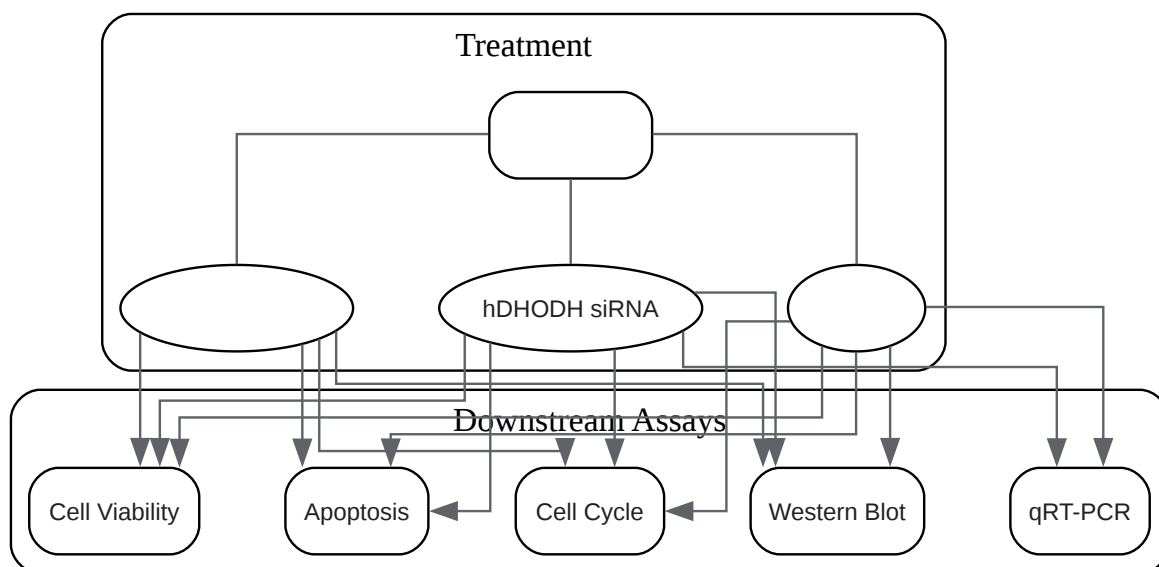 Treatment
hDHODH siRNA
Downstream Assays
Cell Viability
Apoptosis
Cell Cycle
Western Blot
qRT-PCR